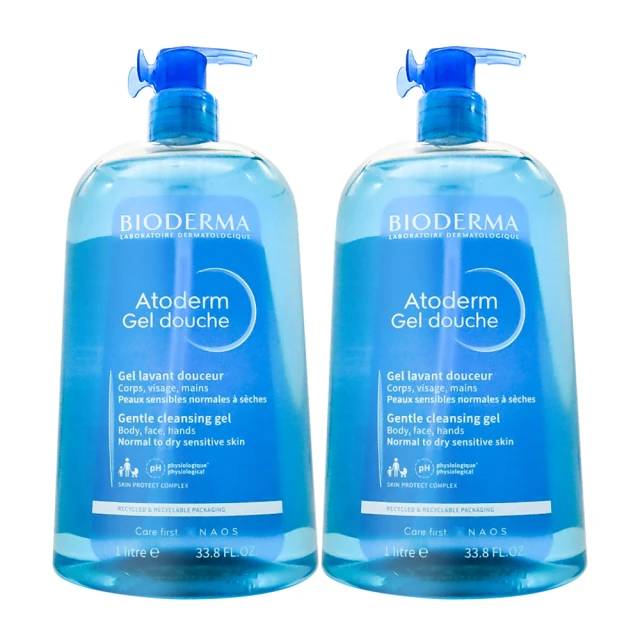 BIODERMA
LABORATOIRE DERMATOLOGIQUE
Atoderm
Gel douche
Gel lavant douceur
Corps, visage, mains
Peaux sensibles normales à sèches
Gentle cleansing gel
Body, face, hands
Normal to dry sensitive skin
pH physiologique*
physiological
SKIN PROTECT COMPLEX
RECYCLED & RECYCLABLE PACKAGING
Care first. NAOS
1 litre e 33.8 FL.OZ
BIODERMA
LABORATOIRE DERMATOLOGIQUE
Atoderm
Gel douche
Gel lavant douceur
Corps, visage, mains
Peaux sensibles normales à sèches
Gentle cleansing gel
Body, face, hands
Normal to dry sensitive skin
pH physiologique*
physiological
SKIN PROTECT COMPLEX
RECYCLED & RECYCLABLE PACKAGING
Care first. NAOS
1 litre e 33.8 FL.OZ